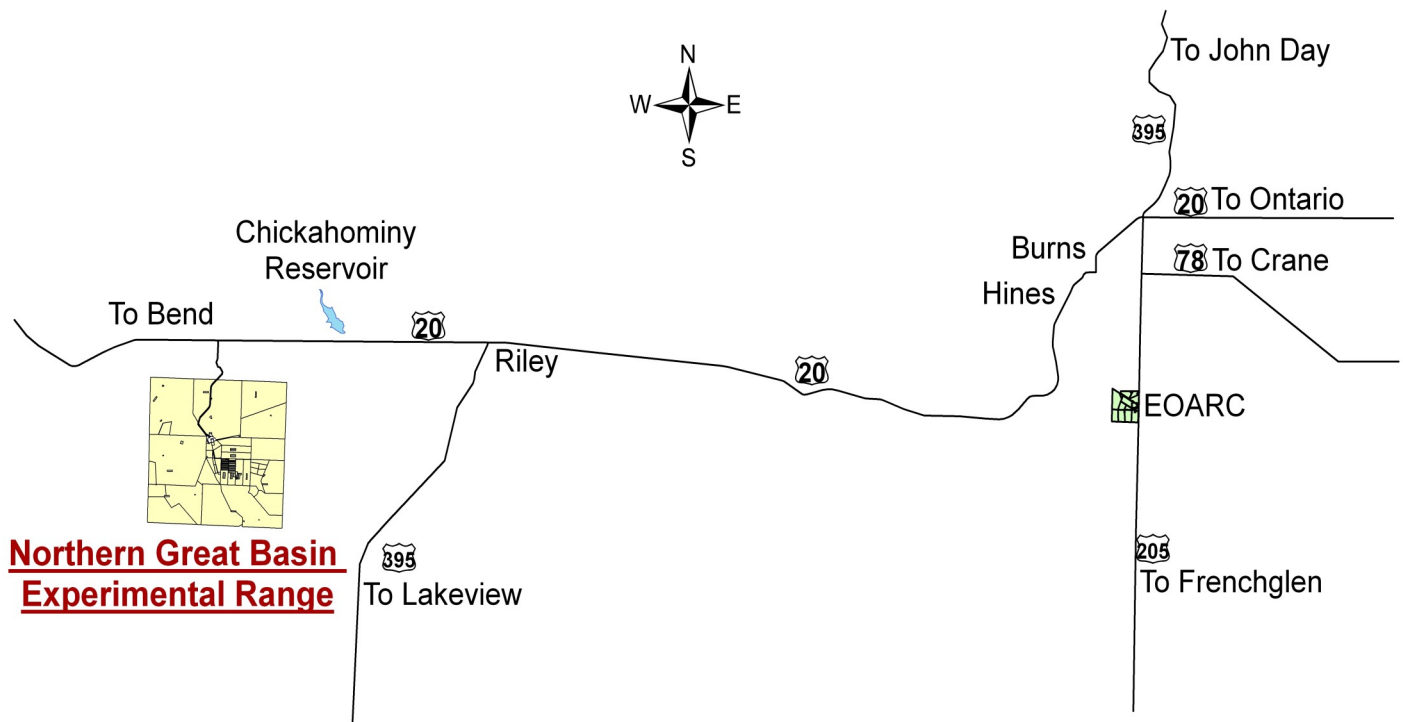 To John Day
N
W
E
S
395
20
To Ontario
Chickahominy
Reservoir
Burns
78
To Crane
Hines
To Bend
20
Riley
20
EOARC
Northern Great Basin
Experimental Range
395
To Lakeview
205
To Frenchglen